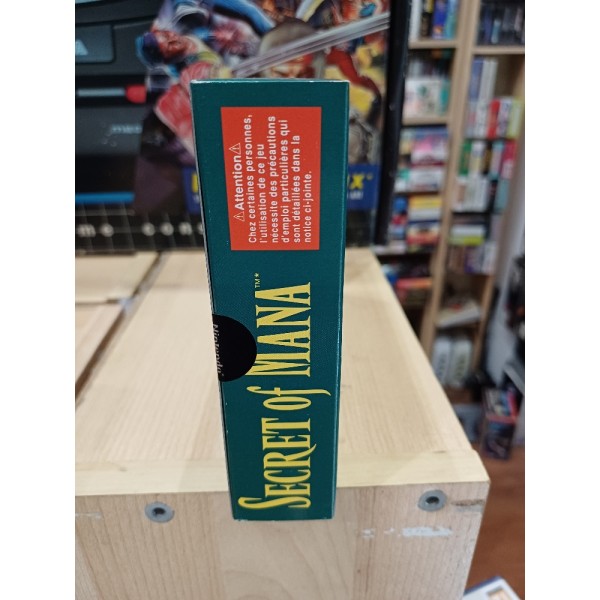 ⚠Attention⚠
Chez certaines personnes,
l'utilisation de ce jeu
nécessite des précautions
d'emploi particulières qui
sont détaillées dans la
notice ci-jointe.
SECRET of MANA™*
Nintendo